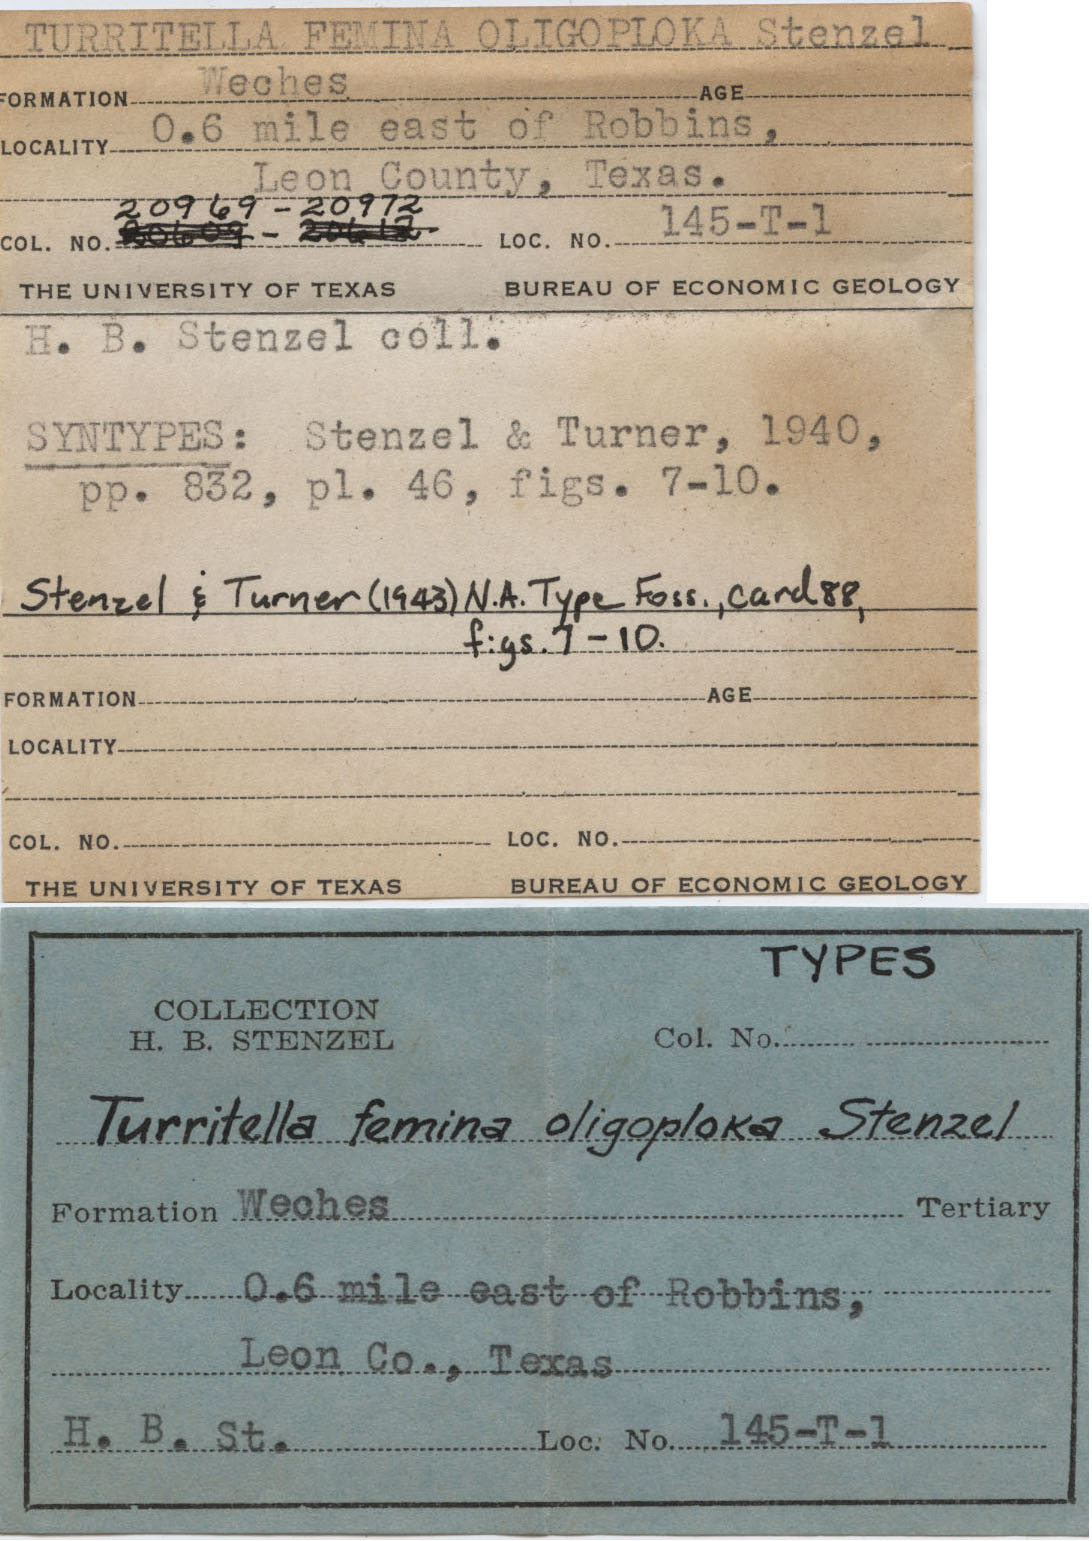 TURRITELLA FEMINA OLIGOPLOKA Stenzel
FORMATION Weches AGE
LOCALITY 0.6 mile east of Robbins,
Leon County, Texas.
20969 - 20972
COL. NO. 20609 - 20612 LOC. NO. 145-T-1
THE UNIVERSITY OF TEXAS BUREAU OF ECONOMIC GEOLOGY
H. B. Stenzel coll.
SYNTYPES: Stenzel & Turner, 1940,
pp. 832, pl. 46, figs. 7-10.
Stenzel & Turner (1943) N.A. Type Foss., card 88,
figs. 7-10.
FORMATION AGE
LOCALITY
COL. NO. LOC. NO.
THE UNIVERSITY OF TEXAS BUREAU OF ECONOMIC GEOLOGY
TYPES
COLLECTION
H. B. STENZEL Col. No.
Turritella femina oligoploka Stenzel
Formation Weches Tertiary
Locality 0.6 mile east of Robbins,
Leon Co., Texas
H. B. St. Loc. No. 145-T-1